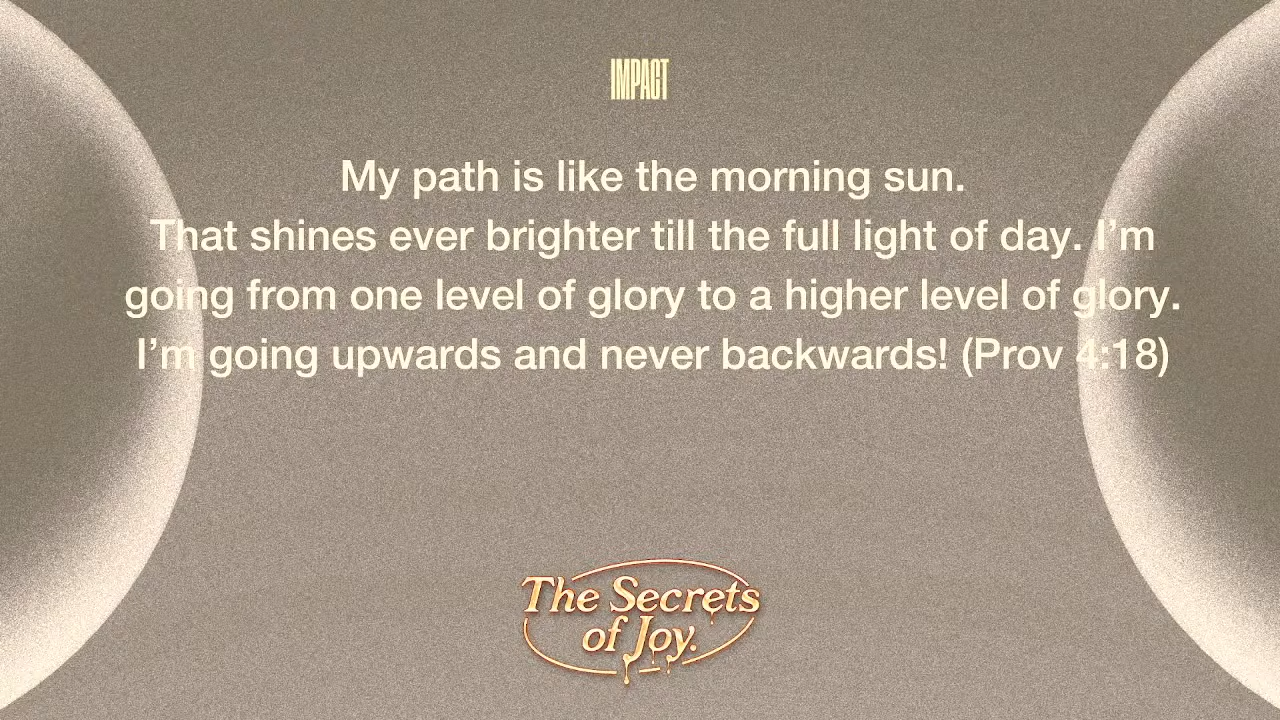 IMPACT
My path is like the morning sun.
That shines ever brighter till the full light of day. I’m
going from one level of glory to a higher level of glory.
I’m going upwards and never backwards! (Prov 4:18)
The Secrets
of Joy.